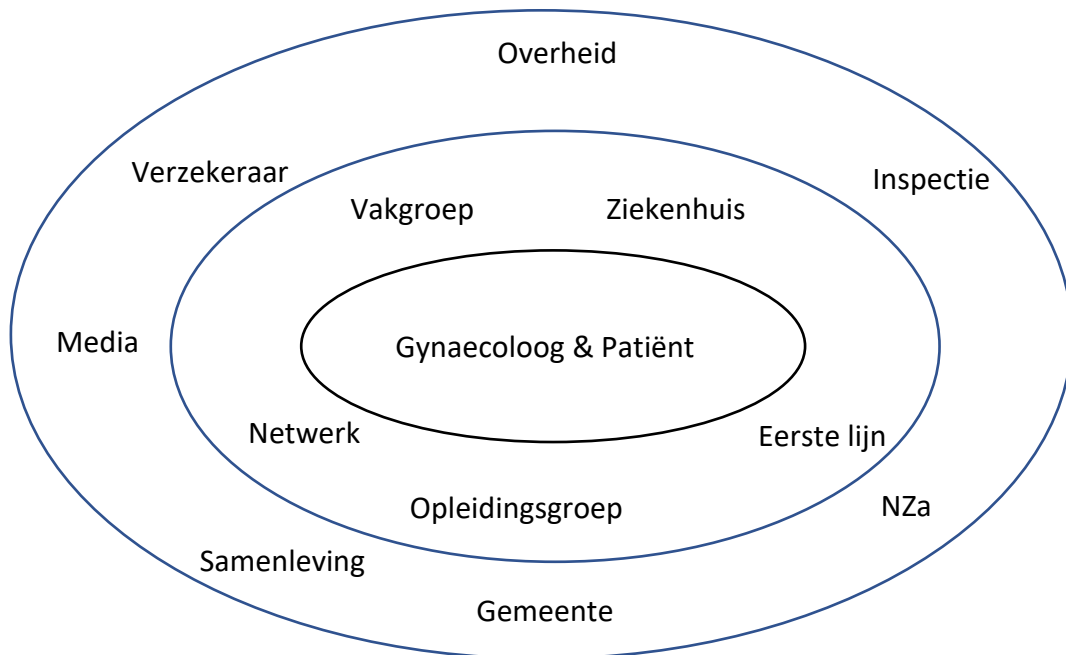 Overheid
Verzekeraar
Inspectie
Vakgroep
Ziekenhuis
Media
Gynaecoloog & Patiënt
Netwerk
Eerste lijn
Opleidingsgroep
NZa
Samenleving
Gemeente